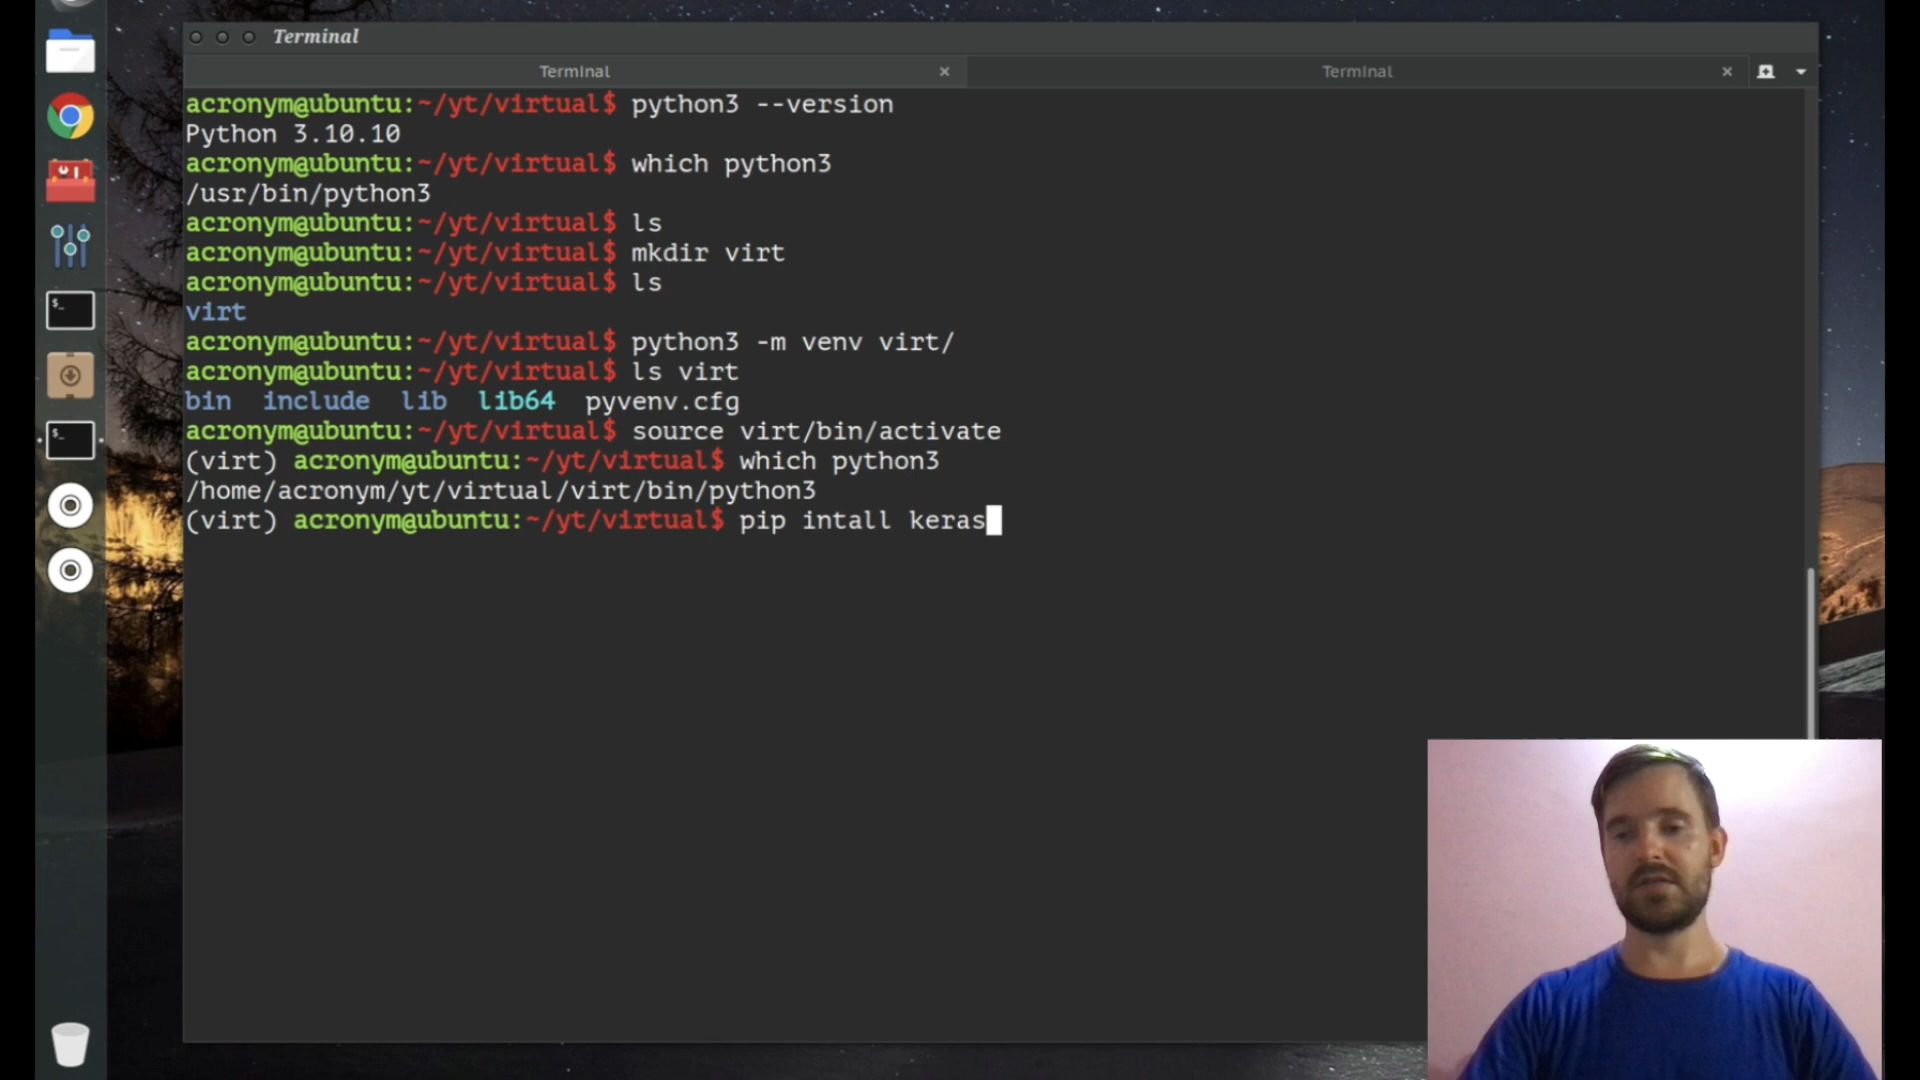 Terminal
Terminal
Terminal
acronym@ubuntu:~/yt/virtual$ python3 --version
Python 3.10.10
acronym@ubuntu:~/yt/virtual$ which python3
/usr/bin/python3
acronym@ubuntu:~/yt/virtual$ ls
acronym@ubuntu:~/yt/virtual$ mkdir virt
acronym@ubuntu:~/yt/virtual$ ls
virt
acronym@ubuntu:~/yt/virtual$ python3 -m venv virt/
acronym@ubuntu:~/yt/virtual$ ls virt
bin include lib lib64 pyvenv.cfg
acronym@ubuntu:~/yt/virtual$ source virt/bin/activate
(virt) acronym@ubuntu:~/yt/virtual$ which python3
/home/acronym/yt/virtual/virt/bin/python3
(virt) acronym@ubuntu:~/yt/virtual$ pip intall keras